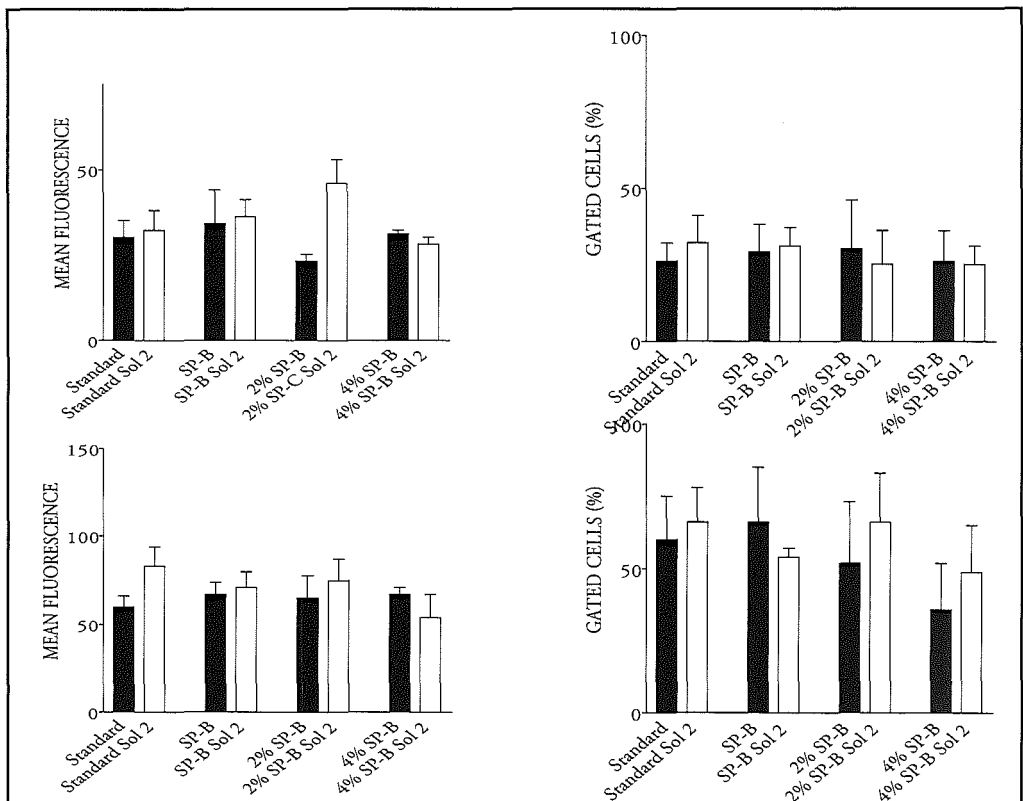 MEAN FLUORESCENCE
50
0
Standard
Standard Sol 2
SP-B
SP-B Sol 2
2% SP-B
2% SP-C Sol 2
4% SP-B
4% SP-B Sol 2
GATED CELLS (%)
100
50
0
Standard
Standard Sol 2
SP-B
SP-B Sol 2
2% SP-B
2% SP-B Sol 2
4% SP-B
4% SP-B Sol 2
MEAN FLUORESCENCE
150
100
50
0
Standard
Standard Sol 2
SP-B
SP-B Sol 2
2% SP-B
2% SP-B Sol 2
4% SP-B
4% SP-B Sol 2
GATED CELLS (%)
100
50
0
Standard
Standard Sol 2
SP-B
SP-B Sol 2
2% SP-B
2% SP-B Sol 2
4% SP-B
4% SP-B Sol 2